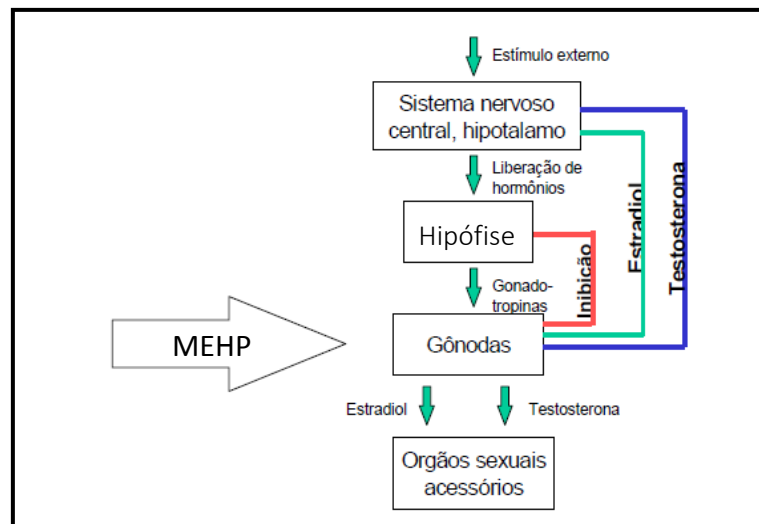 Estímulo externo
Sistema nervoso
central, hipotalamo
Liberação de
hormônios
Hipófise
Inibição
Estradiol
Testosterona
Gonado-
tropinas
MEHP
Gônodas
Estradiol
Testosterona
Orgãos sexuais
acessórios